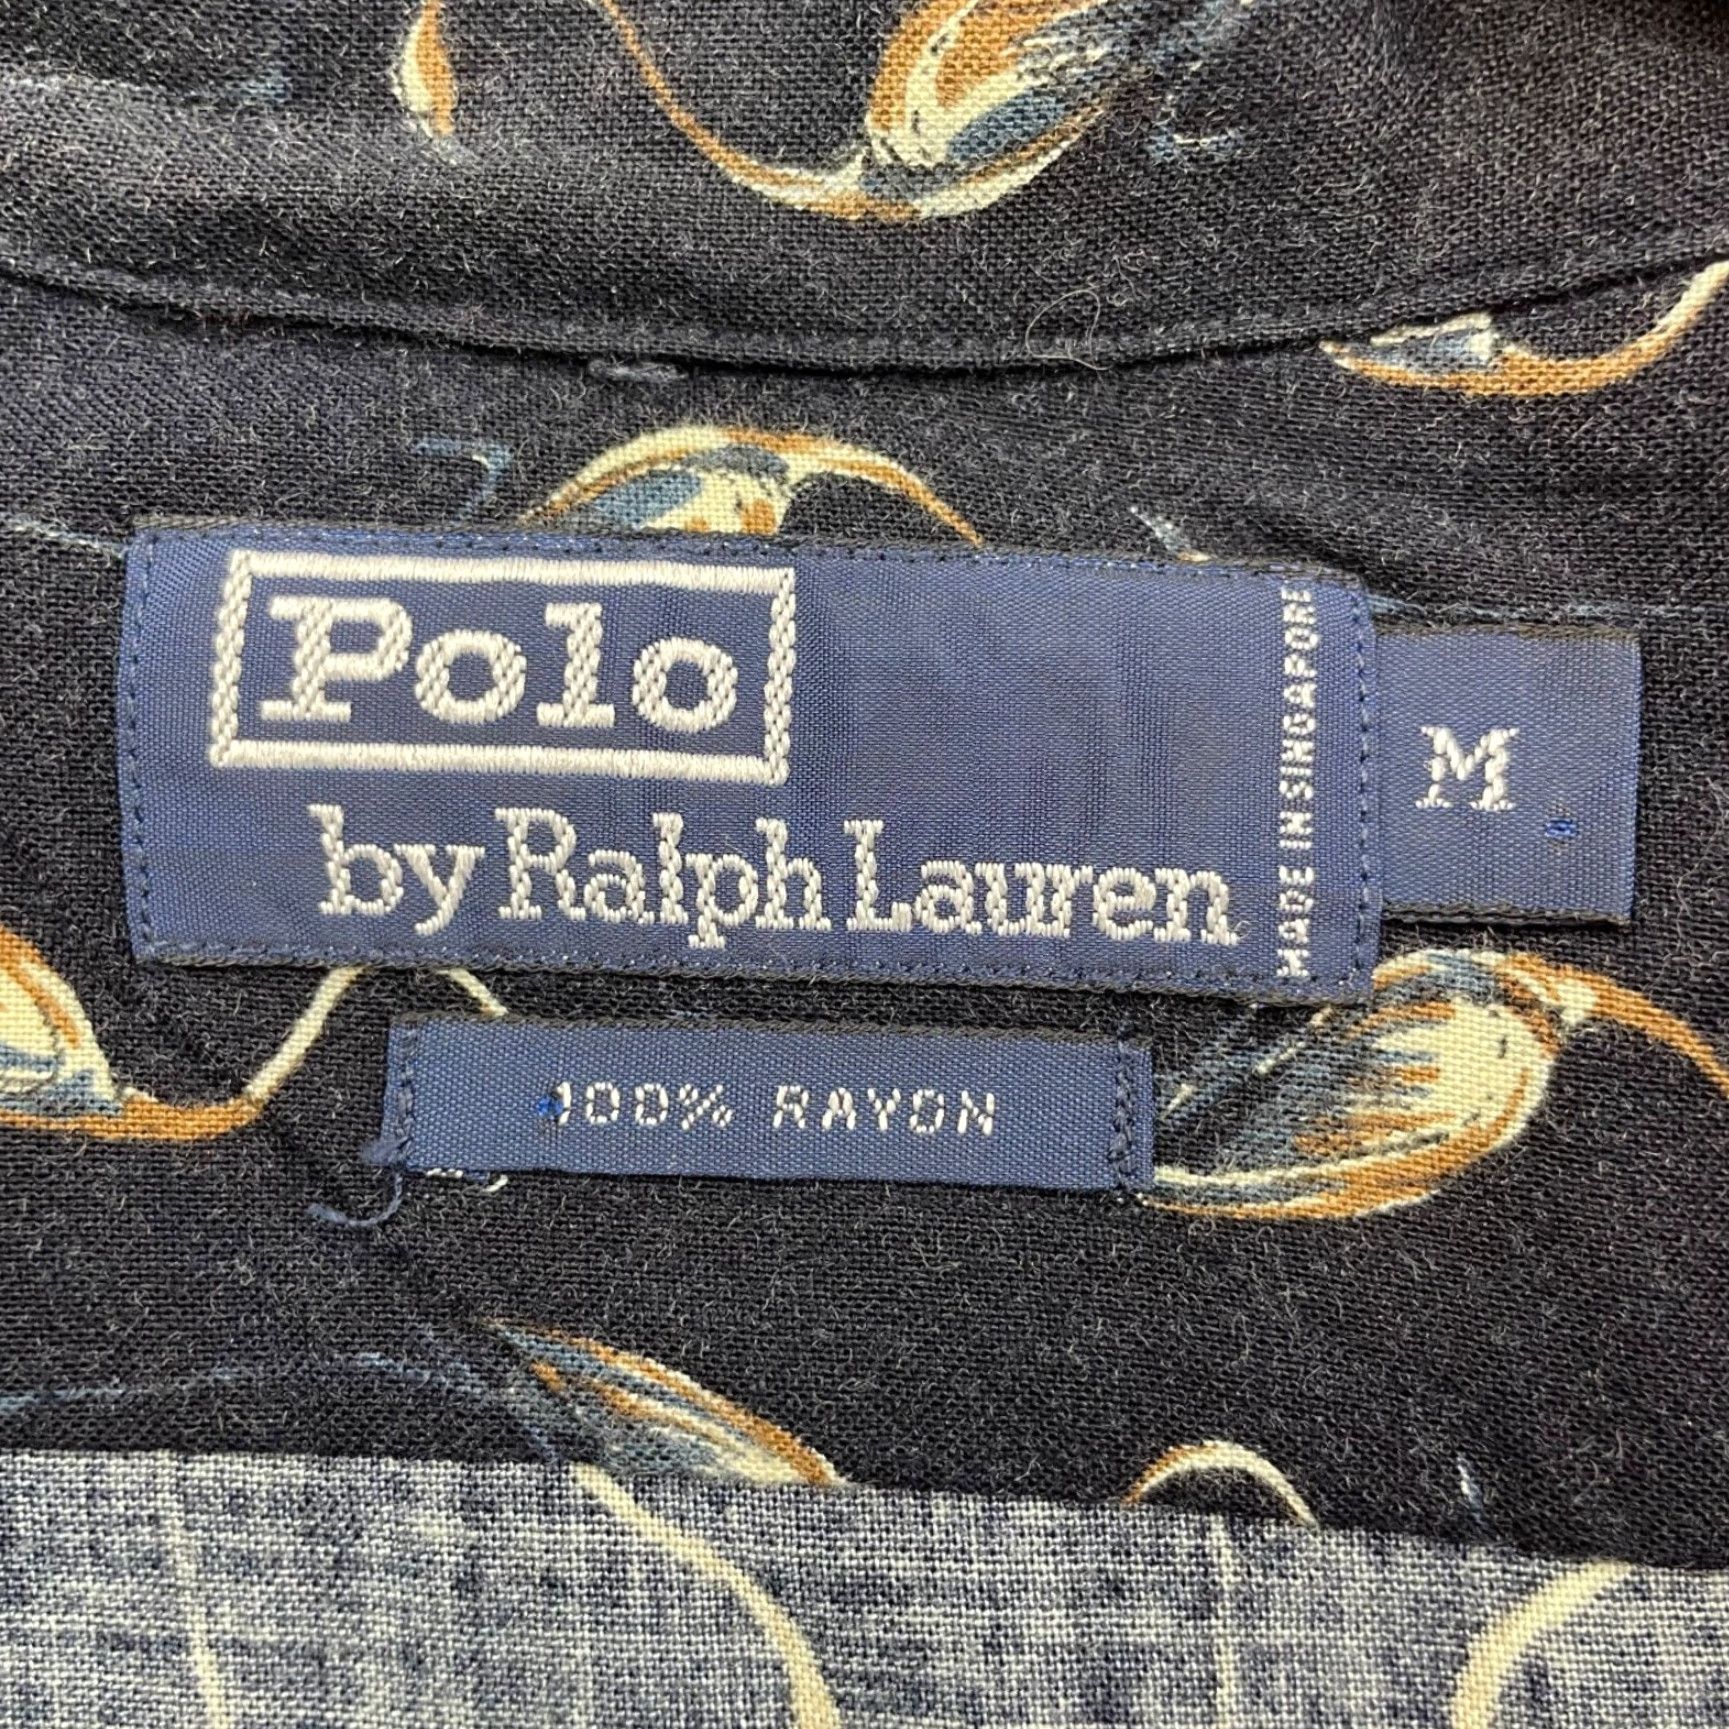 Polo
by Ralph Lauren
MADE IN SINGAPORE
M
100% RAYON